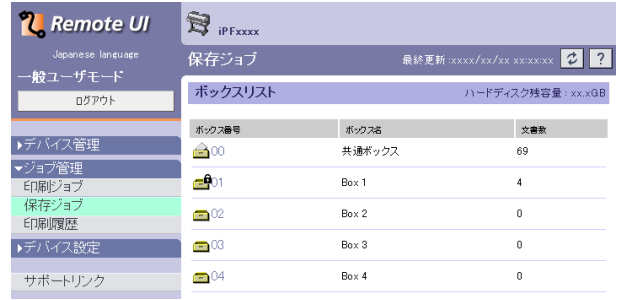 Remote UI
Japanese language
一般ユーザモード
ログアウト
▶デバイス管理
▼ジョブ管理
印刷ジョブ
保存ジョブ
印刷履歴
▶デバイス設定
サポートリンク
iPFxxxx
保存ジョブ
最終更新 :xxxx/xx/xx xx:xx:xx ?
ボックスリスト ハードディスク残容量 : xx.xGB
ボックス番号 ボックス名 文書数
00 共通ボックス 69
01 Box 1 4
02 Box 2 0
03 Box 3 0
04 Box 4 0